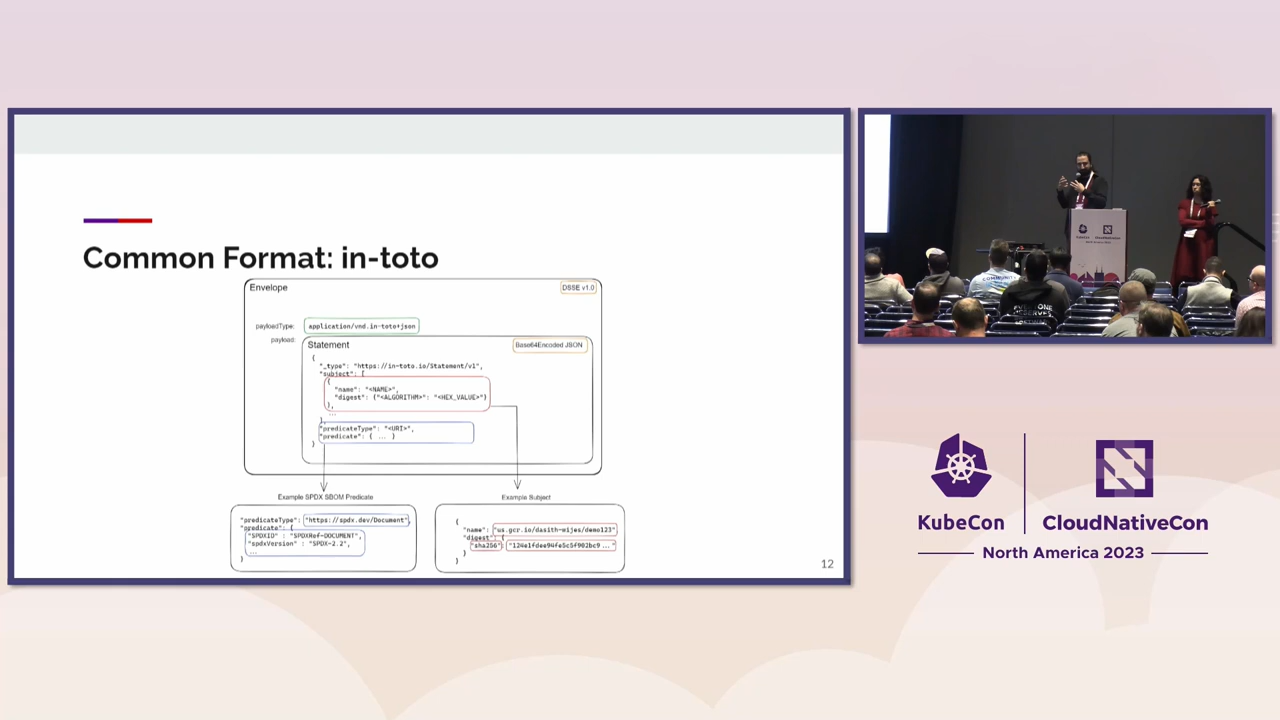 Common Format: in-toto
Envelope
DSSE v1.0
payloadType:
application/vnd.in-toto+json
payload:
Statement
Base64Encoded JSON
{
"_type": "https://in-toto.io/Statement/v1",
"subject": [
{
"name": "<NAME>",
"digest": {"<ALGORITHM>": "<HEX_VALUE>"}
},
...
],
"predicateType": "<URI>",
"predicate": { ... }
}
Example SPDX SBOM Predicate
"predicateType": "https://spdx.dev/Document",
"predicate": {
"SPDXID" : "SPDXRef-DOCUMENT",
"spdxVersion" : "SPDX-2.2",
...
}
Example Subject
{
"name": "us.gcr.io/dasith-wijes/demo123"
"digest": {
"sha256": "124e1fdee94fe5c5f902bc9 ..."
}
}
12
KubeCon
CloudNativeCon
North America 2023